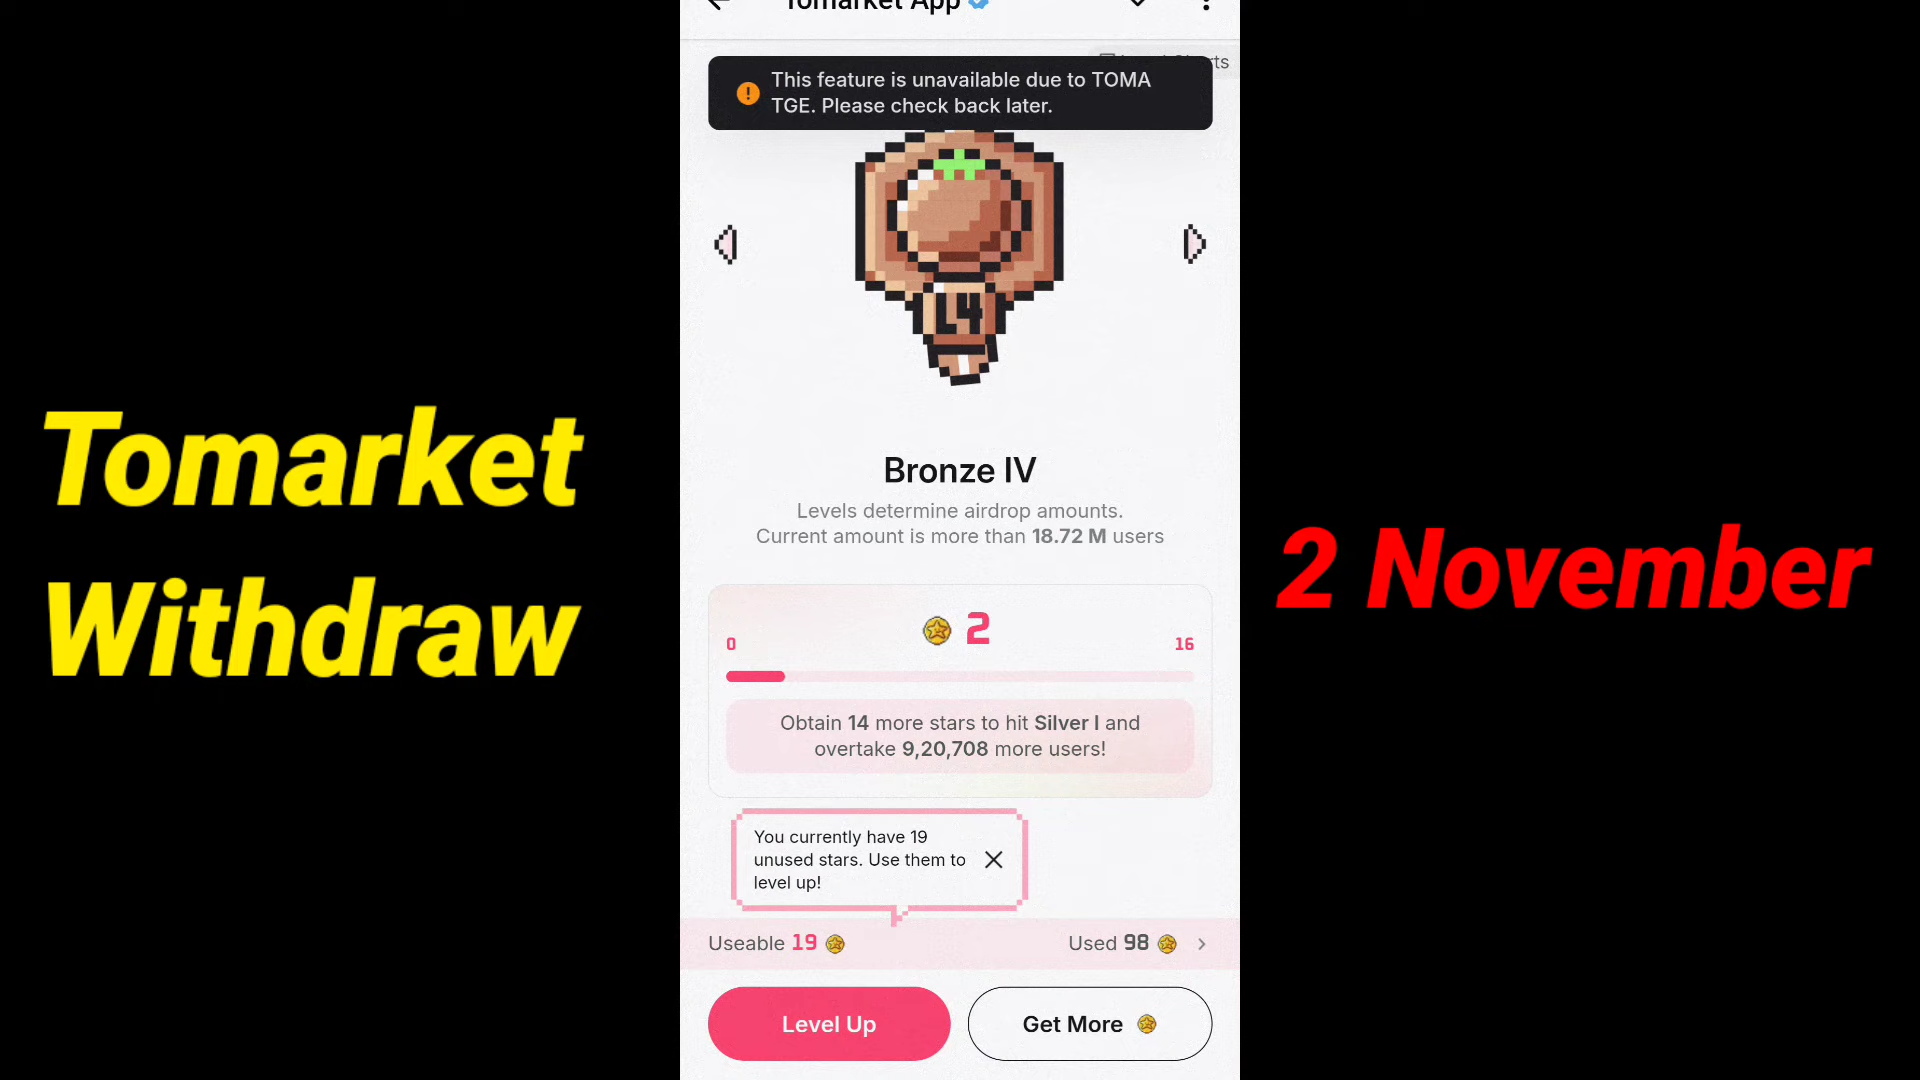 Tomarket App
This feature is unavailable due to TOMA
TGE. Please check back later.
L4
Bronze IV
Levels determine airdrop amounts.
Current amount is more than 18.72 M users
2
0
16
Obtain 14 more stars to hit Silver I and
overtake 9,20,708 more users!
You currently have 19
unused stars. Use them to
level up!
Useable 19
Used 98
Level Up
Get More
Tomarket
Withdraw
2 November